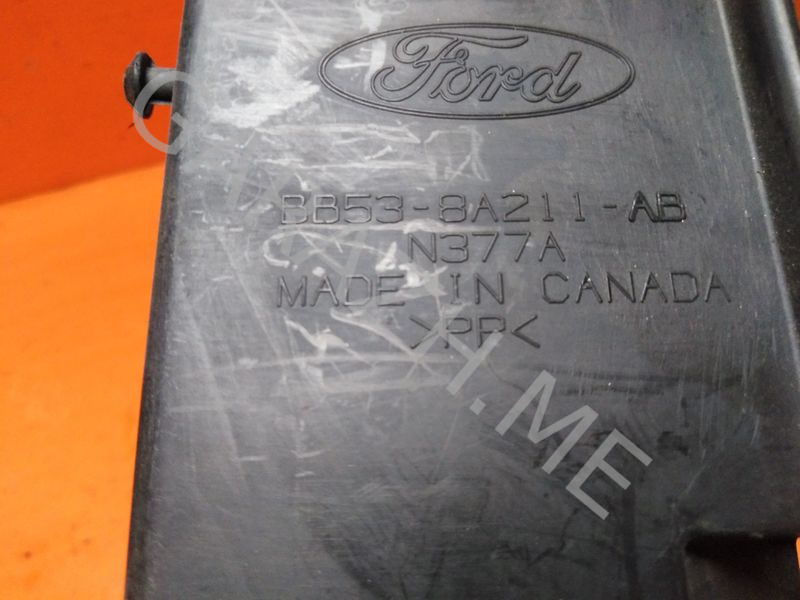 Ford
BB53-8A211-AB
N377A
MADE IN CANADA
>PP<